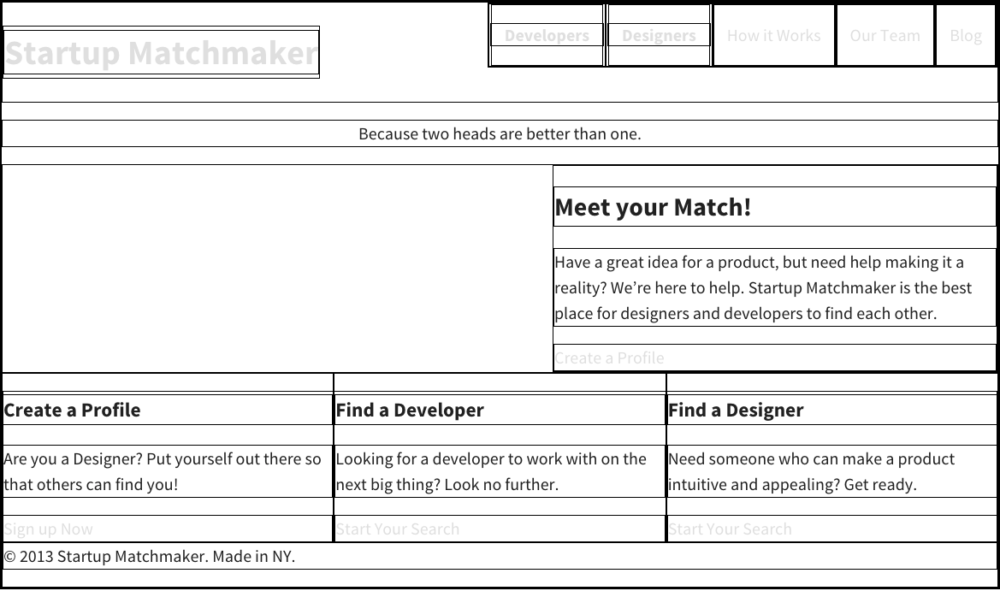 Startup Matchmaker
Developers Designers How it Works Our Team Blog
Because two heads are better than one.
Meet your Match!
Have a great idea for a product, but need help making it a
reality? We’re here to help. Startup Matchmaker is the best
place for designers and developers to find each other.
Create a Profile
Create a Profile
Are you a Designer? Put yourself out there so
that others can find you!
Sign up Now
Find a Developer
Looking for a developer to work with on the
next big thing? Look no further.
Start Your Search
Find a Designer
Need someone who can make a product
intuitive and appealing? Get ready.
Start Your Search
© 2013 Startup Matchmaker. Made in NY.